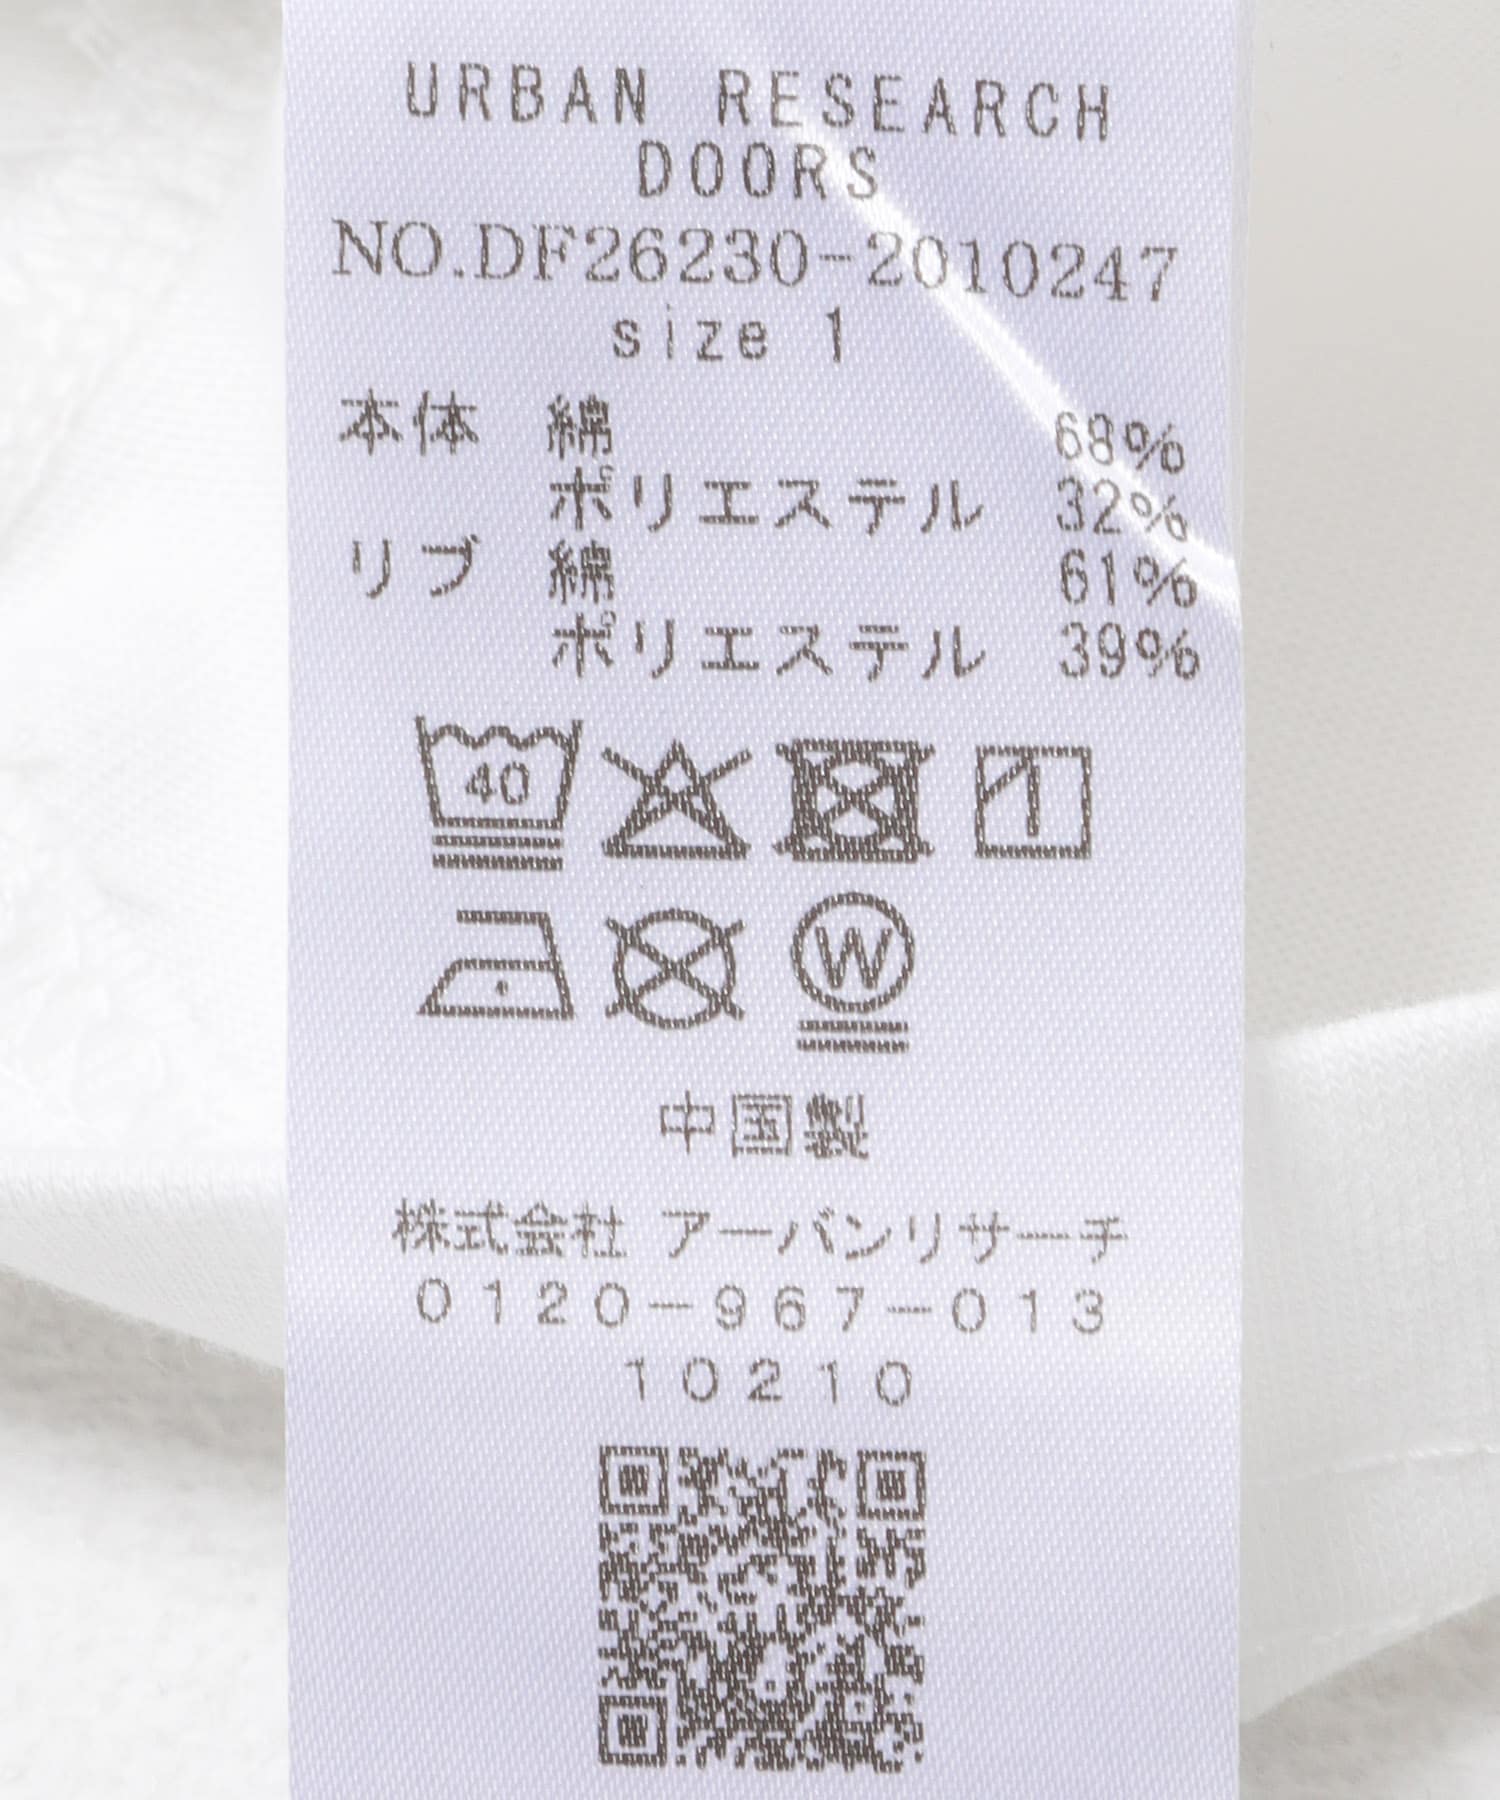 URBAN RESEARCH
DOORS
NO.DF26230-2010247
size 1
本体 綿 68%
ポリエステル 32%
リブ 綿 61%
ポリエステル 39%
40
W
中国製
株式会社 アーバンリサーチ
0120-967-013
10210